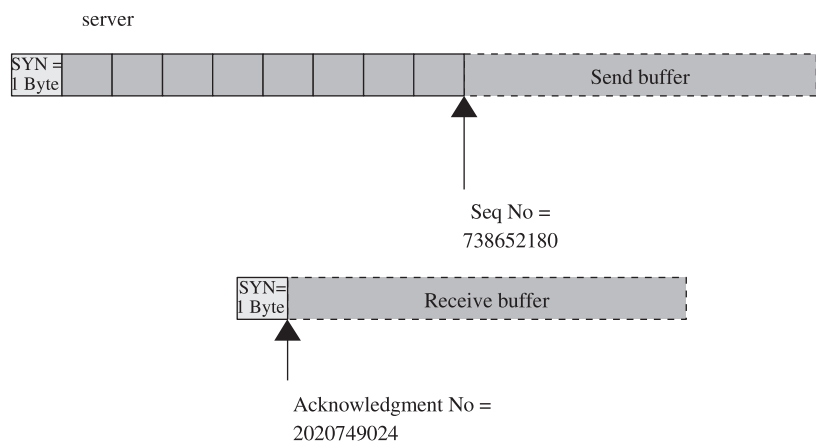 server
SYN =
1 Byte
Send buffer
Seq No =
738652180
SYN=
1 Byte
Receive buffer
Acknowledgment No =
2020749024